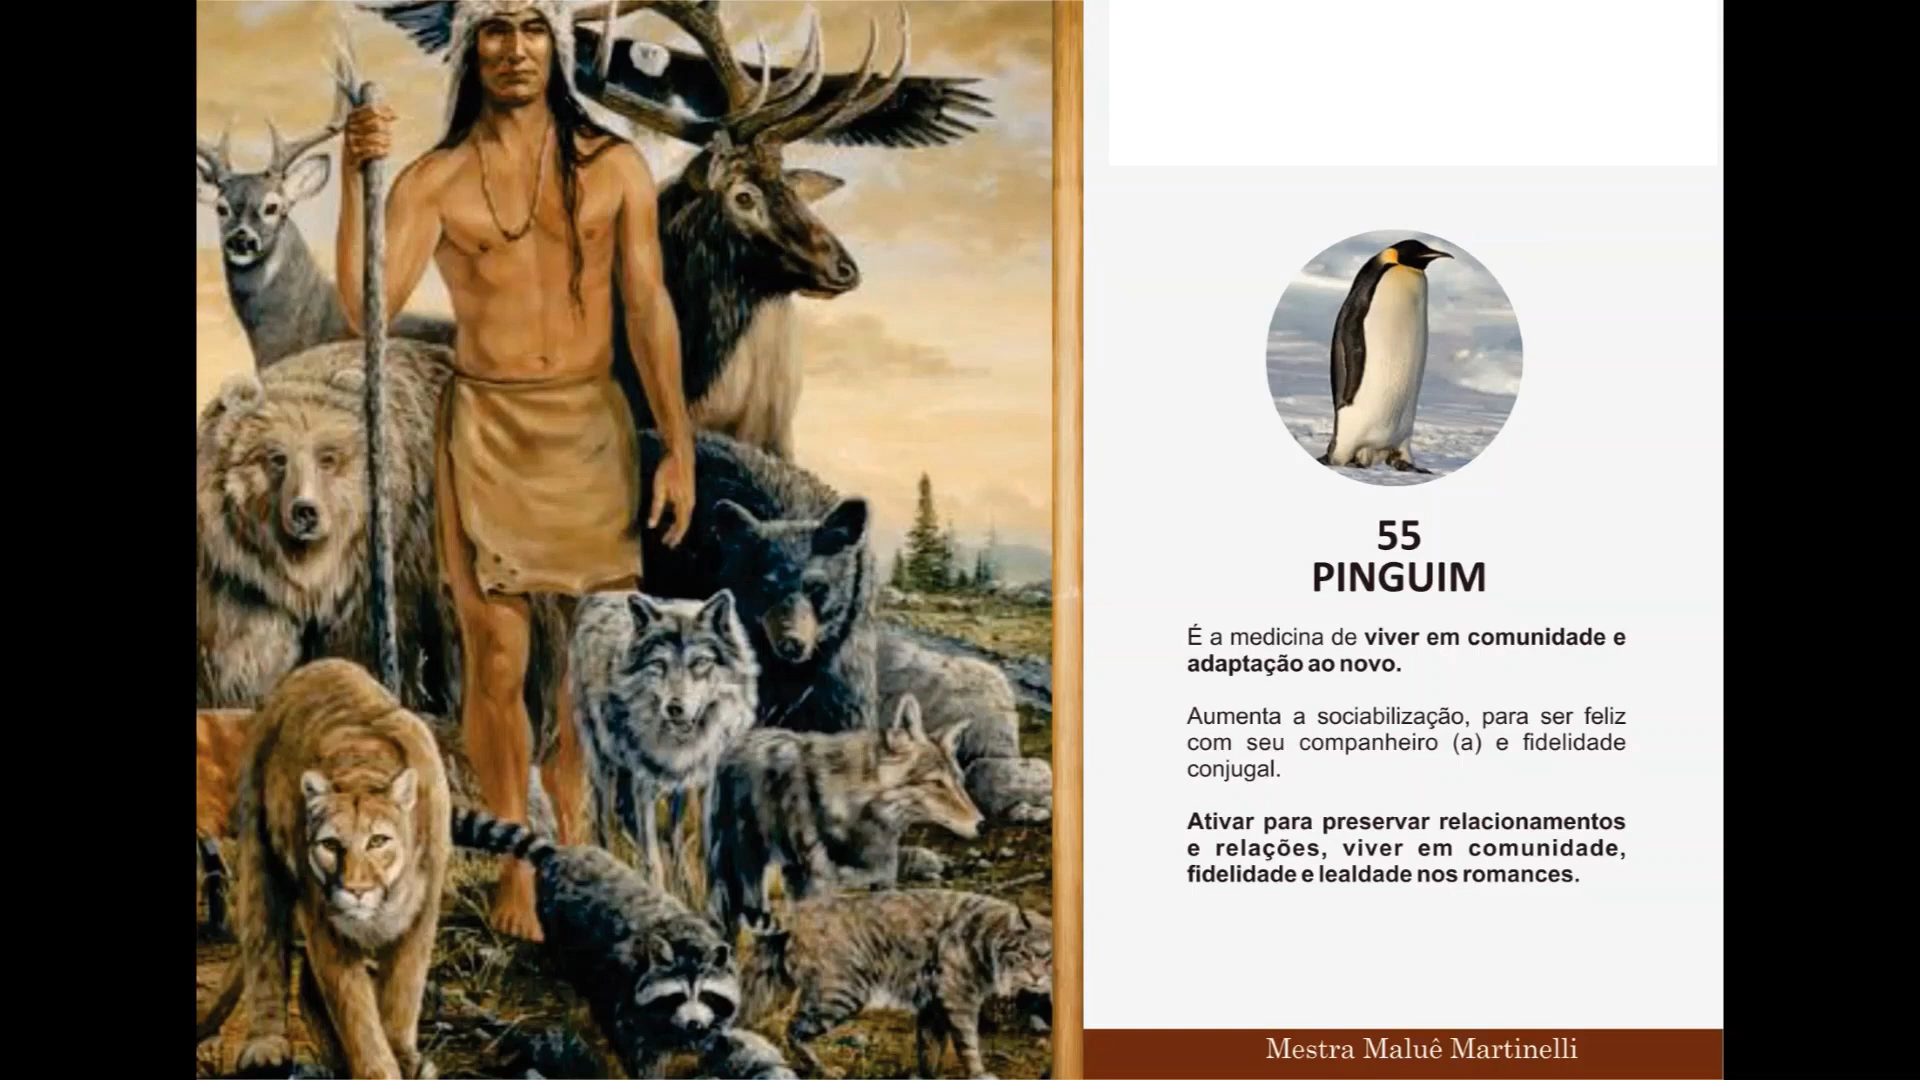 55
PINGUIM
É a medicina de viver em comunidade e
adaptação ao novo.
Aumenta a sociabilização, para ser feliz
com seu companheiro (a) e fidelidade
conjugal.
Ativar para preservar relacionamentos
e relações, viver em comunidade,
fidelidade e lealdade nos romances.
Mestra Maluê Martinelli